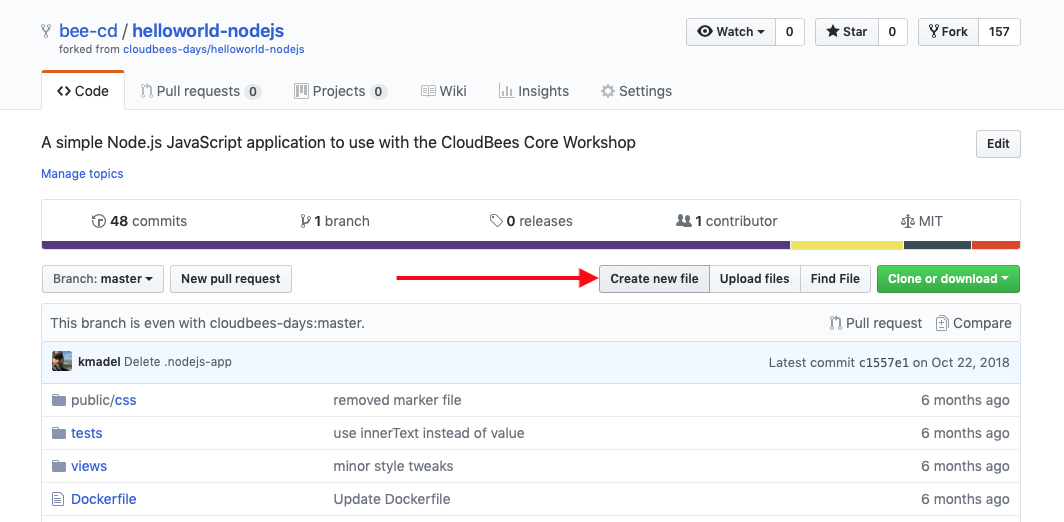 bee-cd / helloworld-nodejs
forked from cloudbees-days/helloworld-nodejs
Watch 0 Star 0 Fork 157
Code Pull requests 0 Projects 0 Wiki Insights Settings
A simple Node.js JavaScript application to use with the CloudBees Core Workshop Edit
Manage topics
48 commits 1 branch 0 releases 1 contributor MIT
Branch: master New pull request Create new file Upload files Find File Clone or download
This branch is even with cloudbees-days:master. Pull request Compare
kmadel Delete .nodejs-app Latest commit c1557e1 on Oct 22, 2018
public/css removed marker file 6 months ago
tests use innerText instead of value 6 months ago
views minor style tweaks 6 months ago
Dockerfile Update Dockerfile 6 months ago